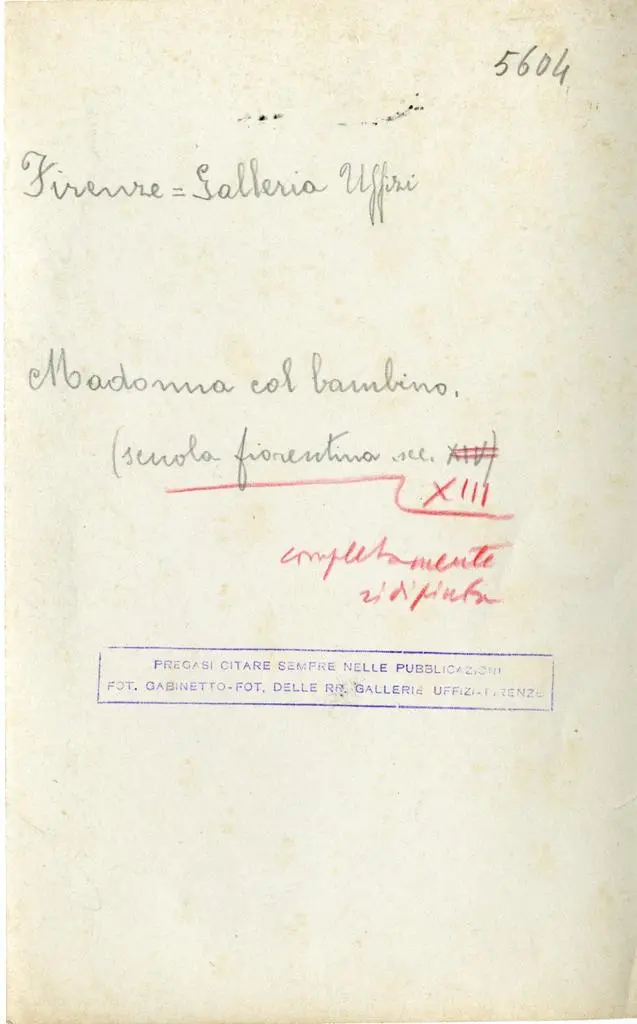 5604
Firenze = Galleria Uffizi
Madonna col bambino.
(scuola fiorentina sec. XIV)
XIII
completamente
ridipinta
PREGASI CITARE SEMPRE NELLE PUBBLICAZIONI
FOT. GABINETTO-FOT. DELLE RR. GALLERIE UFFIZI-FIRENZE